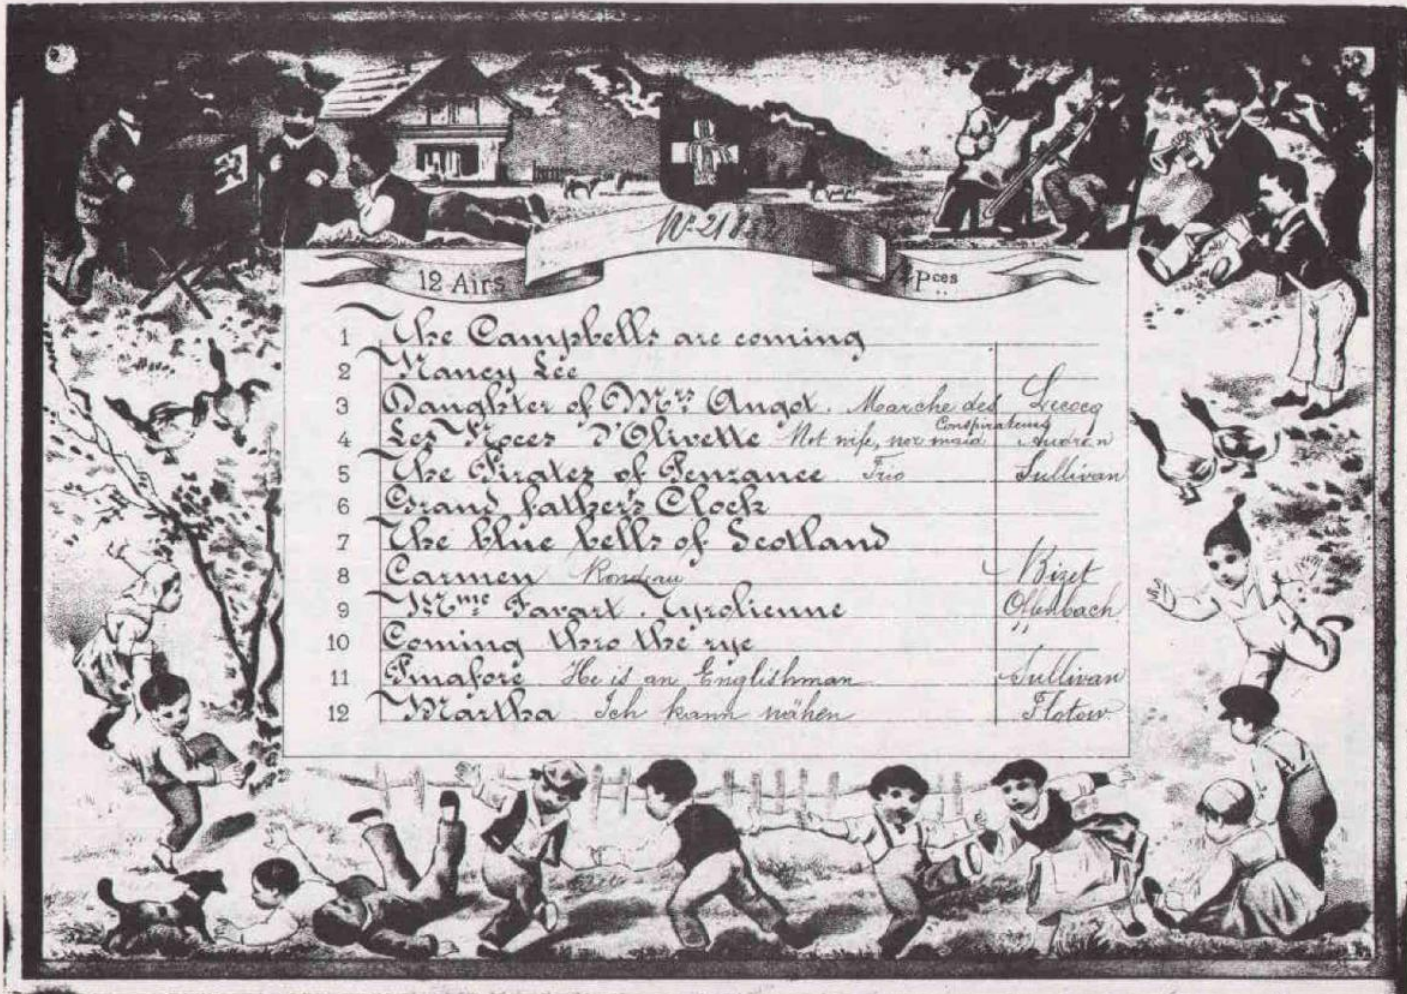 No 218
12 Airs Pces
1 The Campbells are coming
2 Nancy Lee
3 Daughter of Mrs Angot. Marche des Conspirateurs Lecocq
4 Les Noces d'Olivette Not wife, nor maid Audran
5 The Pirates of Penzance Trio Sullivan
6 Grand father's Clock
7 The blue bells of Scotland
8 Carmen Rondeau Bizet
9 Mme Favart. Tyrolienne Offenbach
10 Coming thro the rye "
11 Pinafore He is an Englishman Sullivan
12 Martha Ich kann nähen Flotow